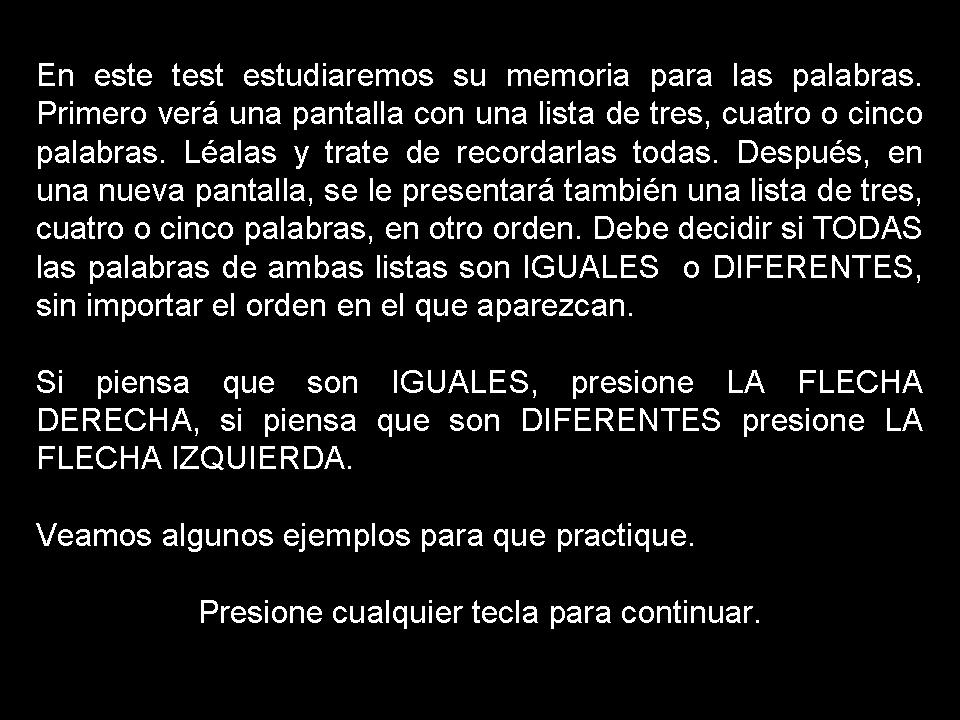 En este test estudiaremos su memoria para las palabras.
Primero verá una pantalla con una lista de tres, cuatro o cinco
palabras. Léalas y trate de recordarlas todas. Después, en
una nueva pantalla, se le presentará también una lista de tres,
cuatro o cinco palabras, en otro orden. Debe decidir si TODAS
las palabras de ambas listas son IGUALES o DIFERENTES,
sin importar el orden en el que aparezcan.
Si piensa que son IGUALES, presione LA FLECHA
DERECHA, si piensa que son DIFERENTES presione LA
FLECHA IZQUIERDA.
Veamos algunos ejemplos para que practique.
Presione cualquier tecla para continuar.